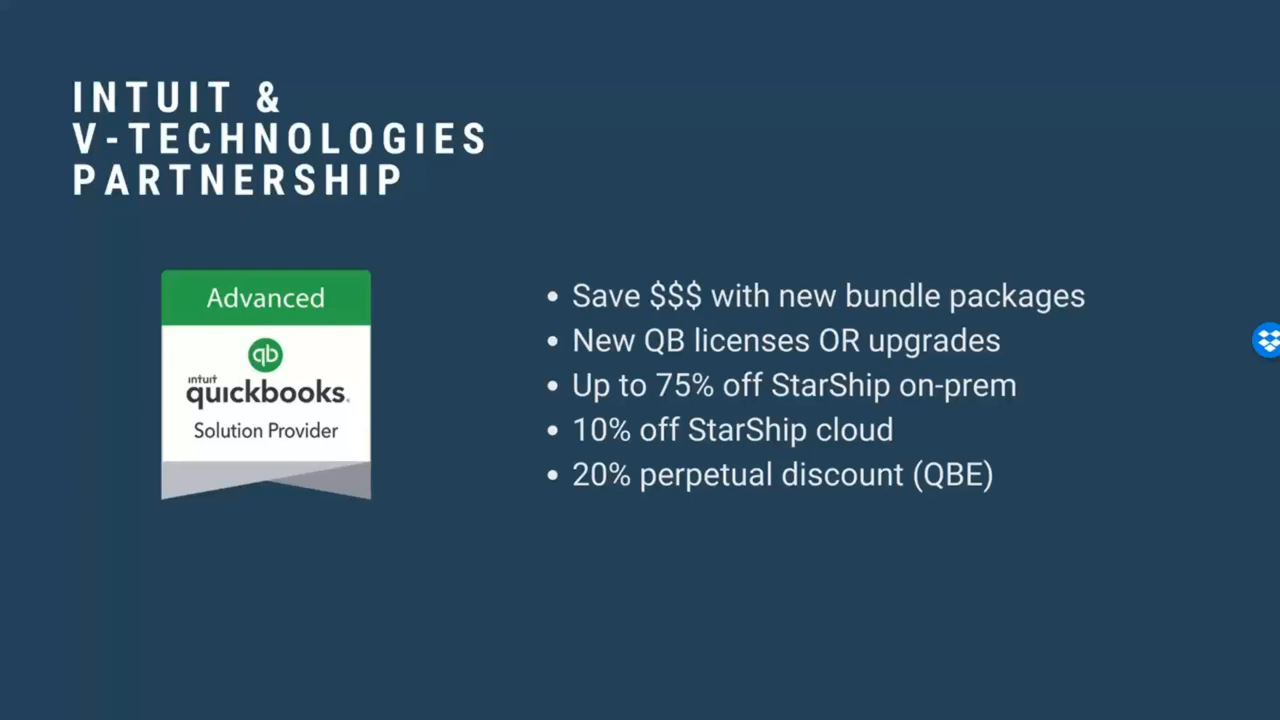 INTUIT &
V-TECHNOLOGIES
PARTNERSHIP
Advanced
qb
intuit
quickbooks.
Solution Provider
• Save $$$ with new bundle packages
• New QB licenses OR upgrades
• Up to 75% off StarShip on-prem
• 10% off StarShip cloud
• 20% perpetual discount (QBE)